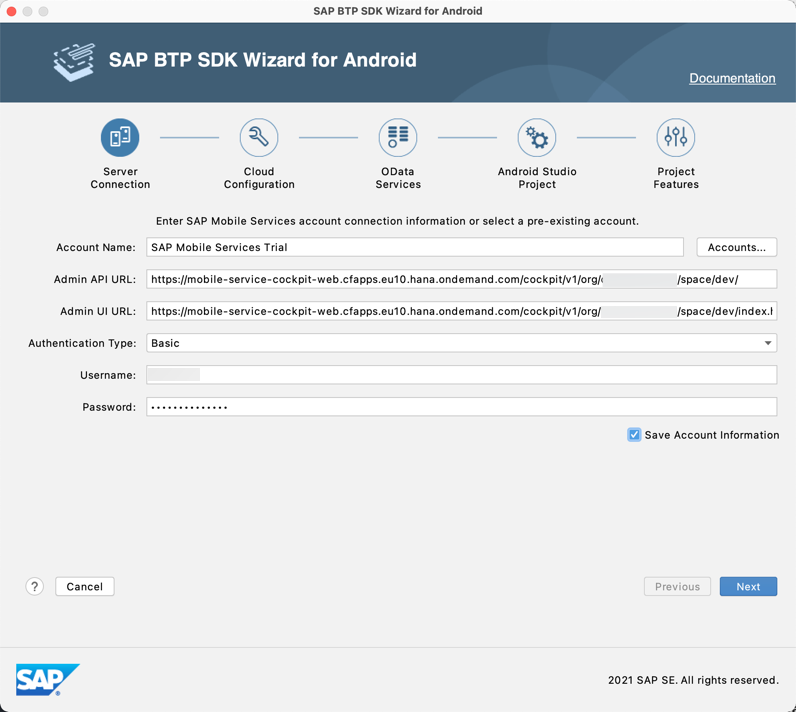 SAP BTP SDK Wizard for Android
SAP BTP SDK Wizard for Android
Documentation
Server
Connection
Cloud
Configuration
OData
Services
Android Studio
Project
Project
Features
Enter SAP Mobile Services account connection information or select a pre-existing account.
Account Name: SAP Mobile Services Trial Accounts...
Admin API URL: https://mobile-service-cockpit-web.cfapps.eu10.hana.ondemand.com/cockpit/v1/org/ /space/dev/
Admin UI URL: https://mobile-service-cockpit-web.cfapps.eu10.hana.ondemand.com/cockpit/v1/org/ /space/dev/index.h
Authentication Type: Basic
Username:
Password: ••••••••••••••
Save Account Information
? Cancel Previous Next
SAP ®
2021 SAP SE. All rights reserved.